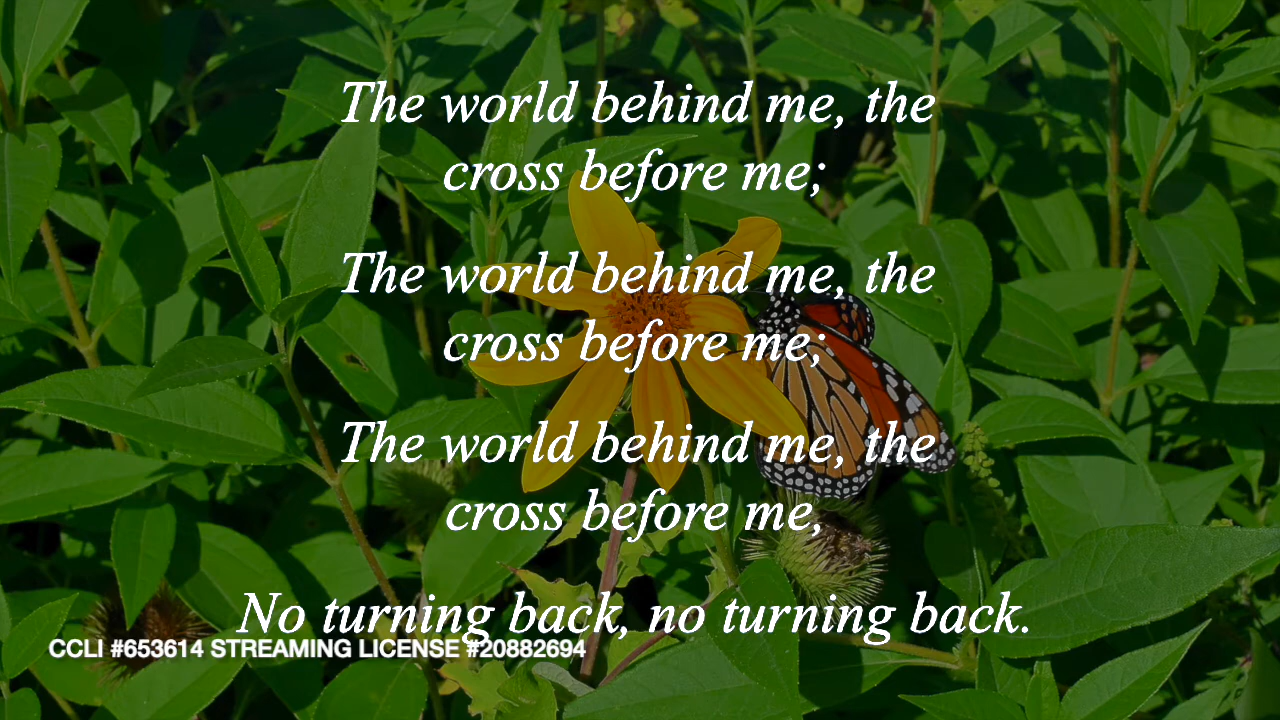 The world behind me, the
cross before me;
The world behind me, the
cross before me;
The world behind me, the
cross before me,
No turning back, no turning back.
CCLI #653614 STREAMING LICENSE #20882694